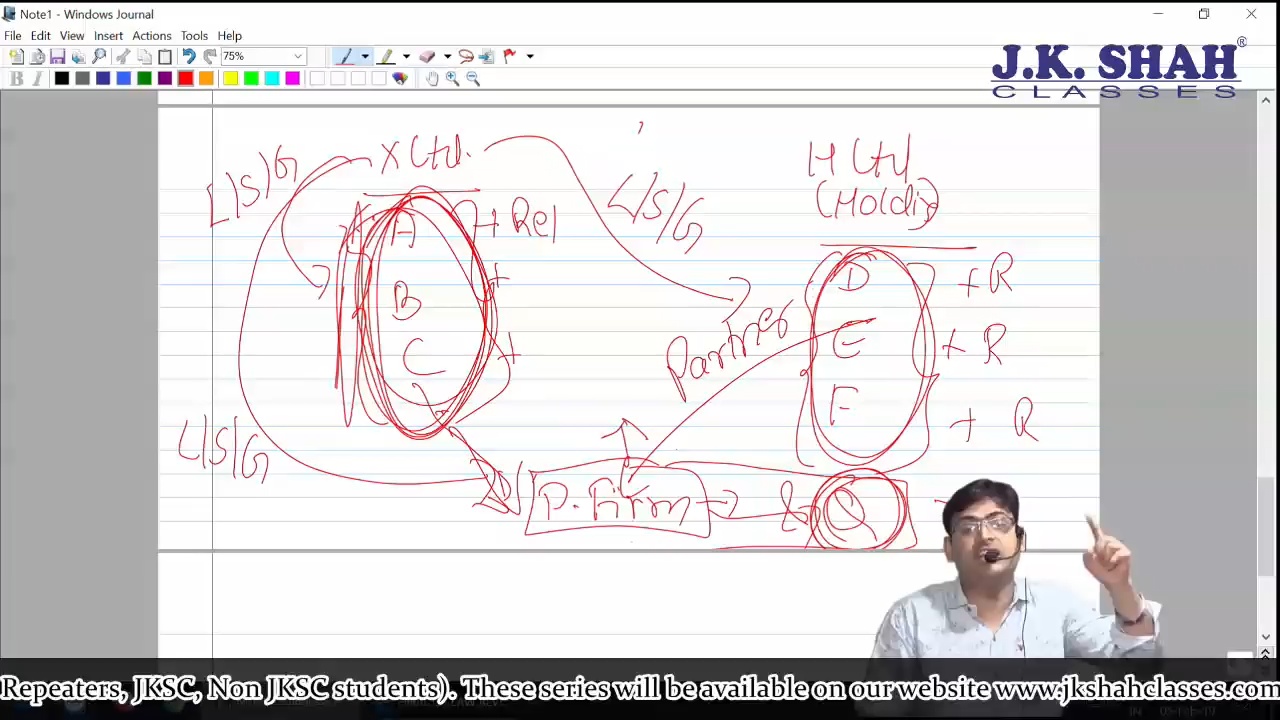 Note1 - Windows Journal
File Edit View Insert Actions Tools Help
75%
J.K. SHAH®
CLASSES
X Ltd.
H Ltd
(Holdi)
L/S/G
L/S/G
A + Rel
B +
C +
D + R
E + R
F + R
Partner
L/S/G
P. Firm
& Q
Repeaters, JKSC, Non JKSC students). These series will be available on our website www.jkshahclasses.com